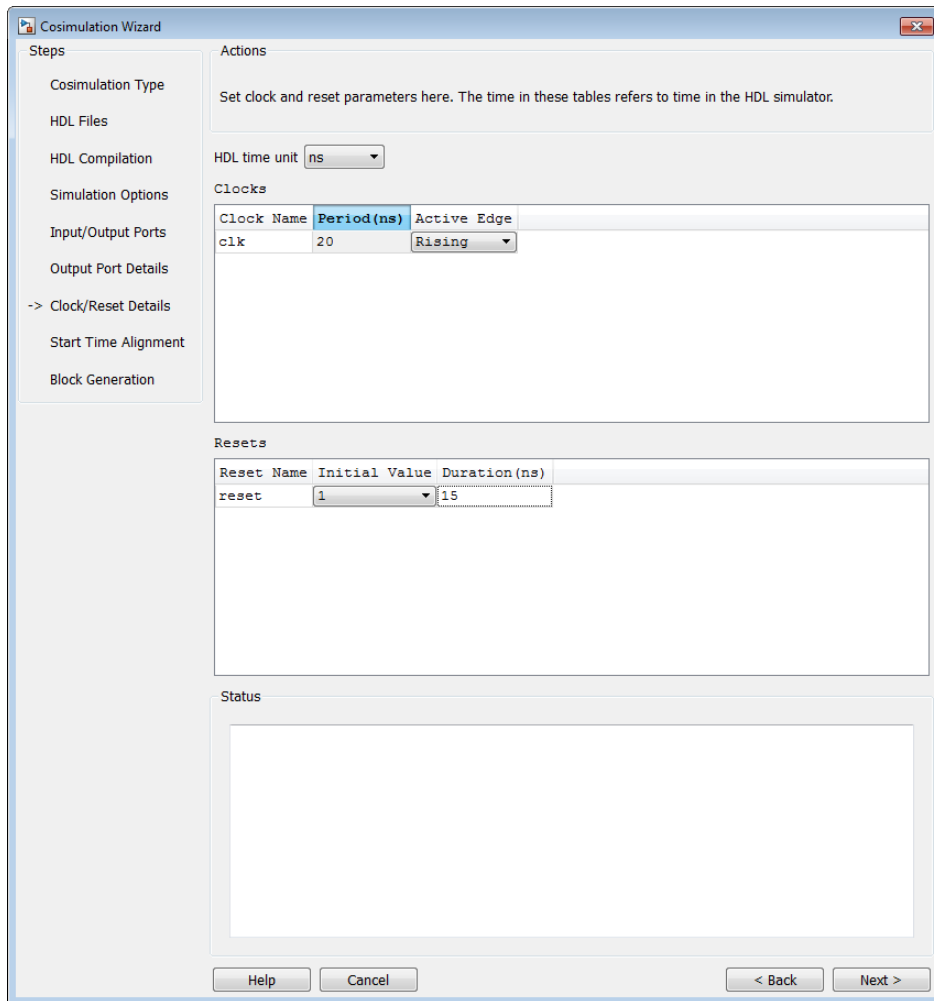 Cosimulation Wizard
Steps
Cosimulation Type
HDL Files
HDL Compilation
Simulation Options
Input/Output Ports
Output Port Details
-> Clock/Reset Details
Start Time Alignment
Block Generation
Actions
Set clock and reset parameters here. The time in these tables refers to time in the HDL simulator.
HDL time unit ns
Clocks
Clock Name Period(ns) Active Edge
clk 20 Rising
Resets
Reset Name Initial Value Duration(ns)
reset 1 15
Status
Help Cancel < Back Next >